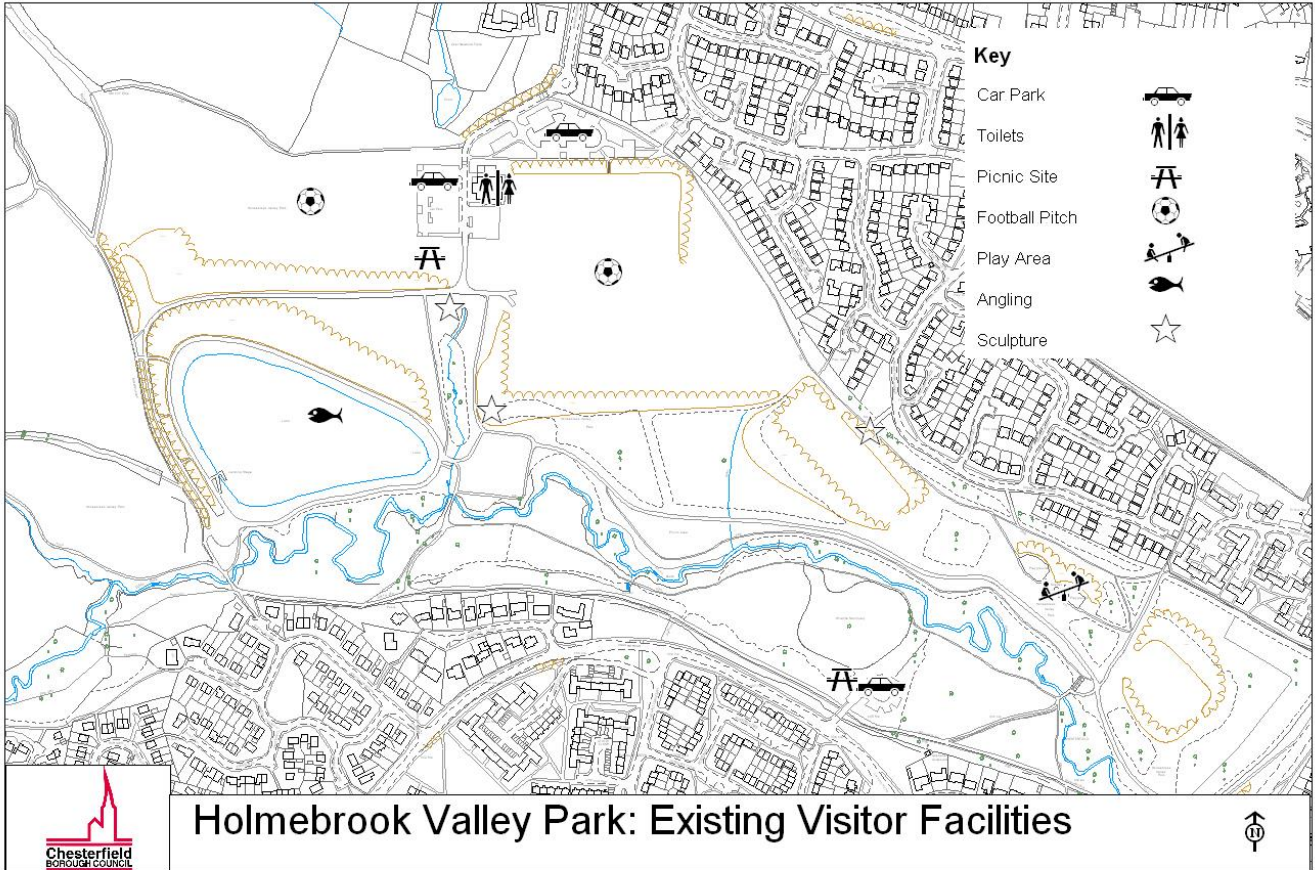 Key
Car Park
Toilets
Picnic Site
Football Pitch
Play Area
Angling
Sculpture
Chesterfield
BOROUGH COUNCIL
Holmebrook Valley Park: Existing Visitor Facilities
N